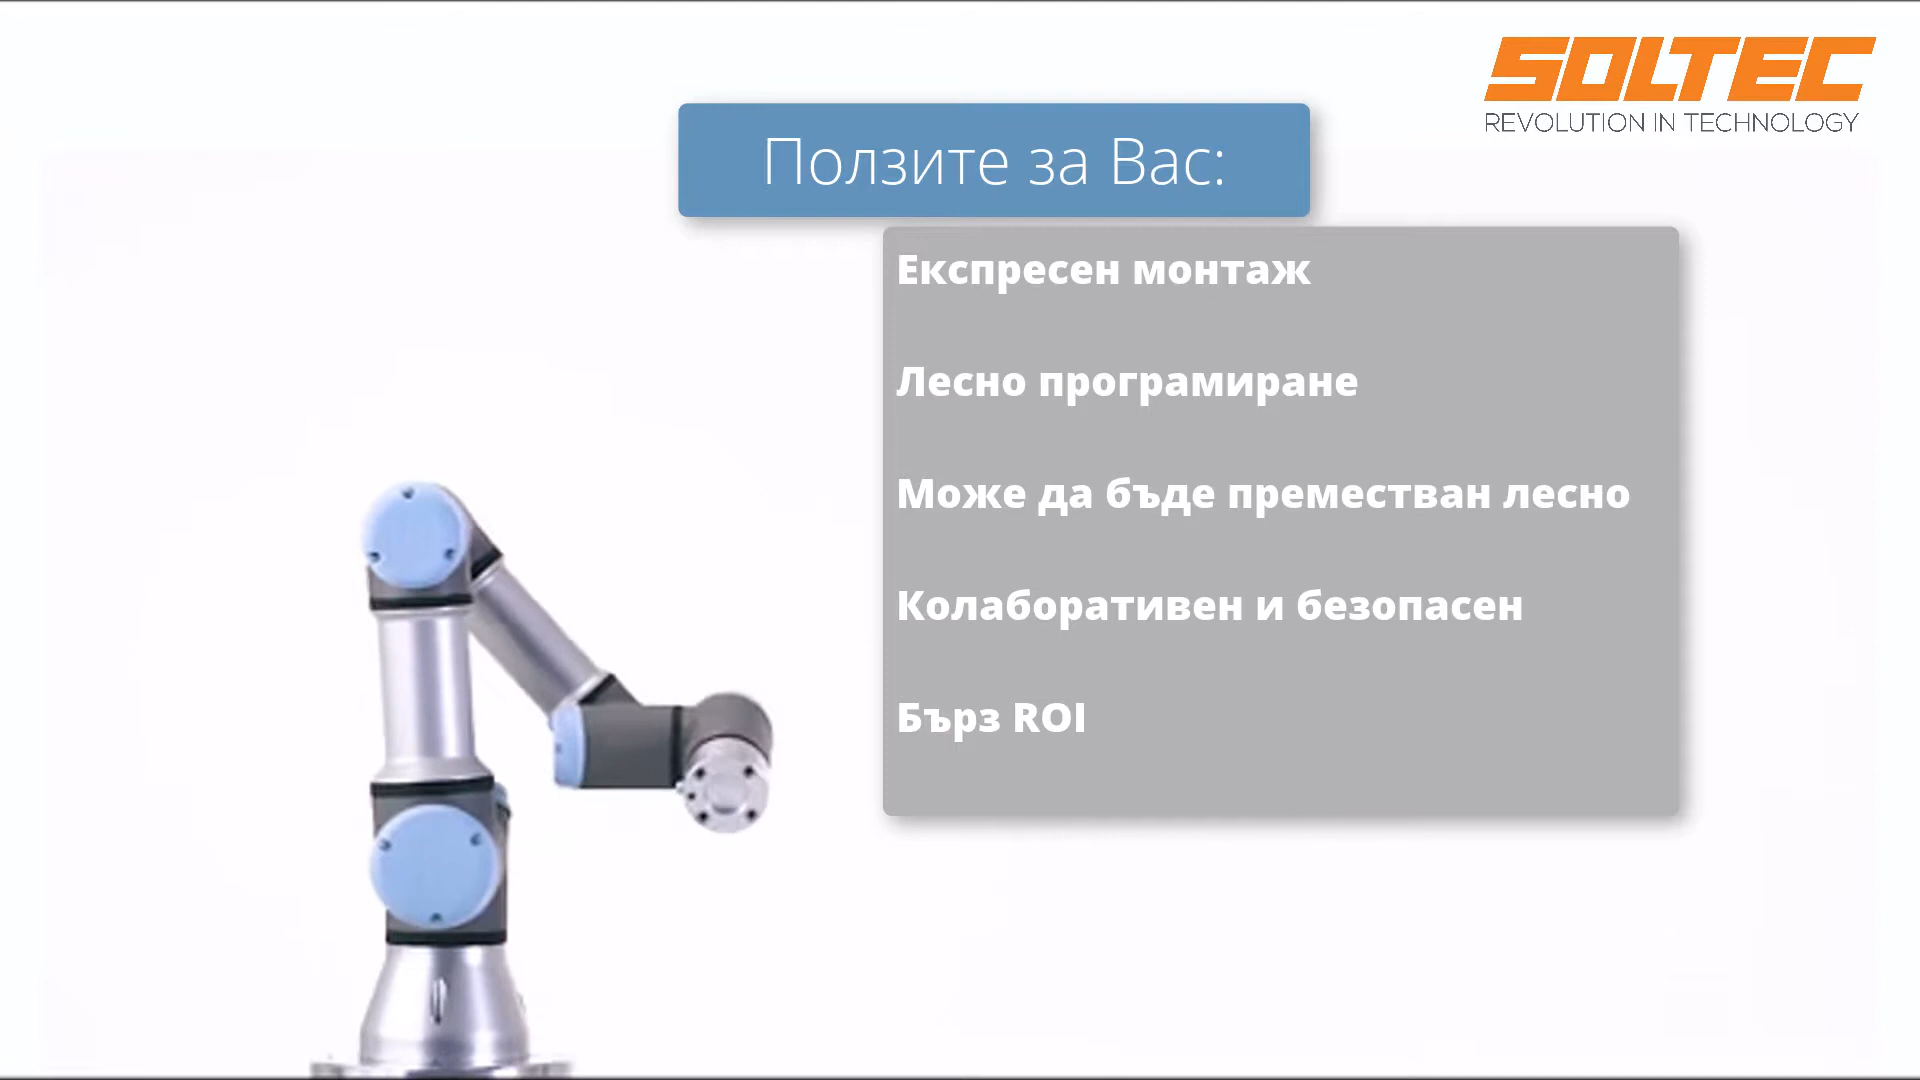 SOLTEC
REVOLUTION IN TECHNOLOGY
Ползите за Вас:
Експресен монтаж
Лесно програмиране
Може да бъде преместван лесно
Колаборативен и безопасен
Бърз ROI